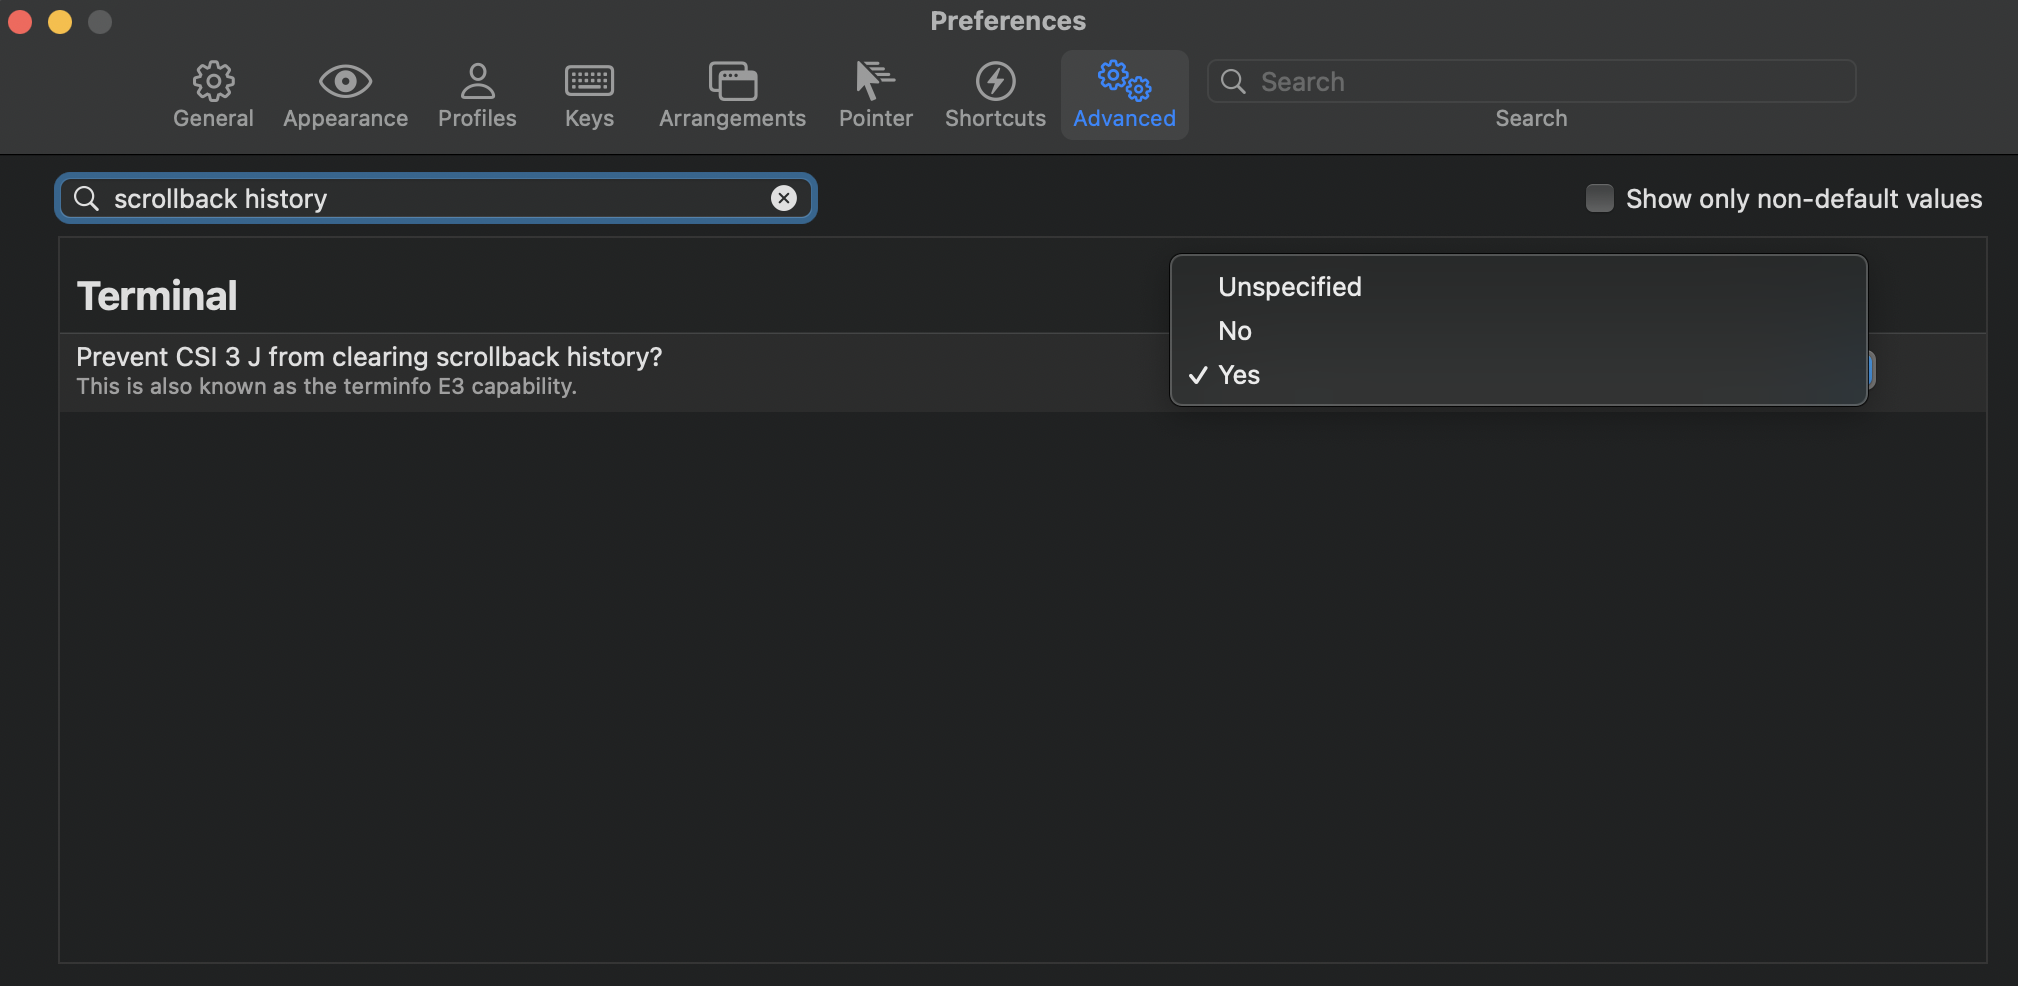 Preferences
General Appearance Profiles Keys Arrangements Pointer Shortcuts Advanced Search
Search
scrollback history
Show only non-default values
Terminal
Unspecified
No
Prevent CSI 3 J from clearing scrollback history?
Yes
This is also known as the terminfo E3 capability.